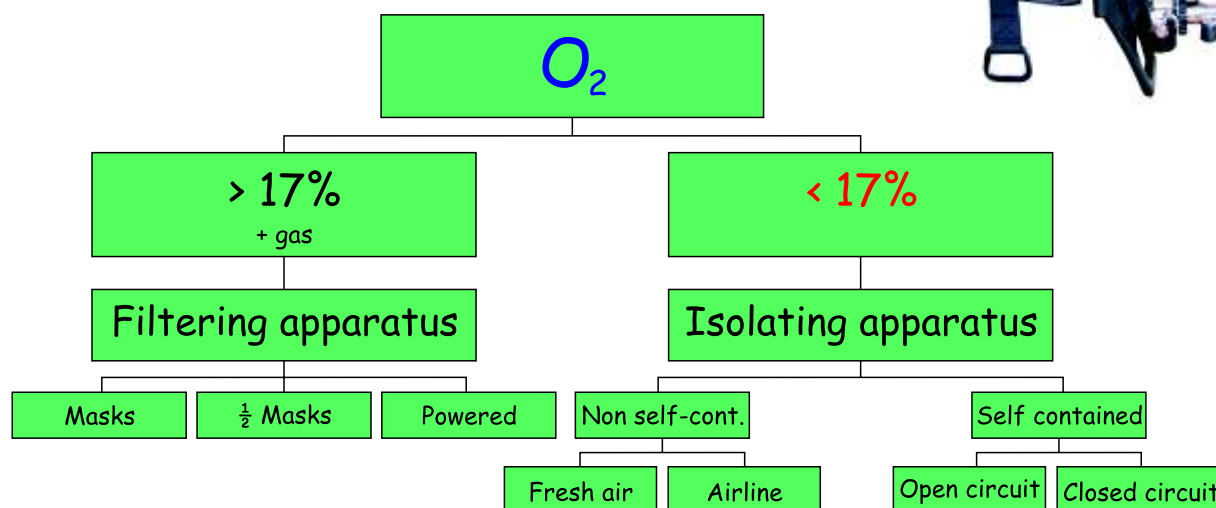 O₂
> 17%
+ gas
< 17%
Filtering apparatus
Isolating apparatus
Masks
½ Masks
Powered
Non self-cont.
Self contained
Fresh air
Airline
Open circuit
Closed circuit